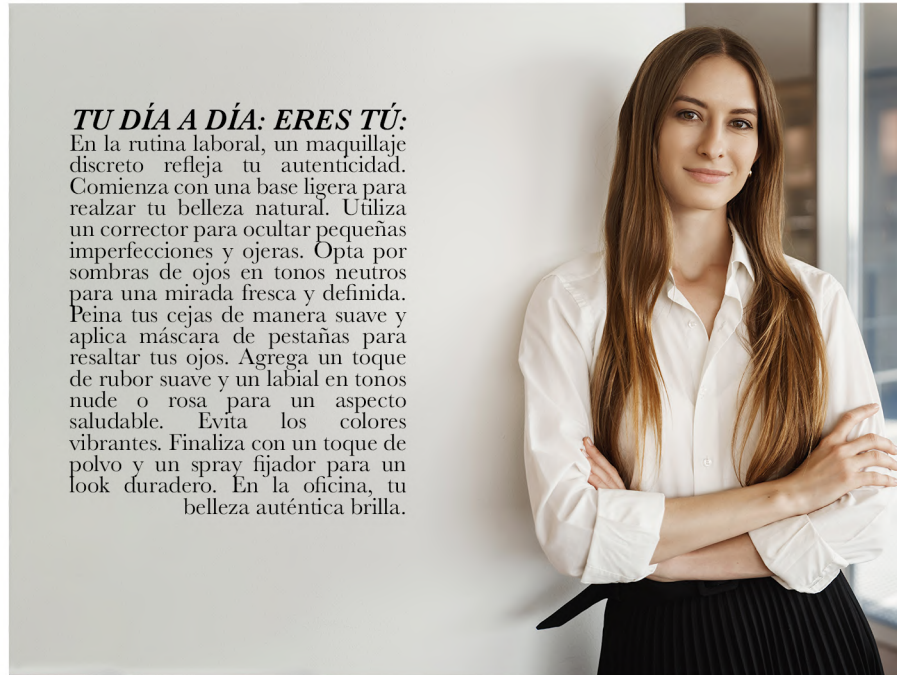 TU DÍA A DÍA: ERES TÚ:
En la rutina laboral, un maquillaje
discreto refleja tu autenticidad.
Comienza con una base ligera para
realzar tu belleza natural. Utiliza
un corrector para ocultar pequeñas
imperfecciones y ojeras. Opta por
sombras de ojos en tonos neutros
para una mirada fresca y definida.
Peina tus cejas de manera suave y
aplica máscara de pestañas para
resaltar tus ojos. Agrega un toque
de rubor suave y un labial en tonos
nude o rosa para un aspecto
saludable. Evita los colores
vibrantes. Finaliza con un toque de
polvo y un spray fijador para un
look duradero. En la oficina, tu
belleza auténtica brilla.